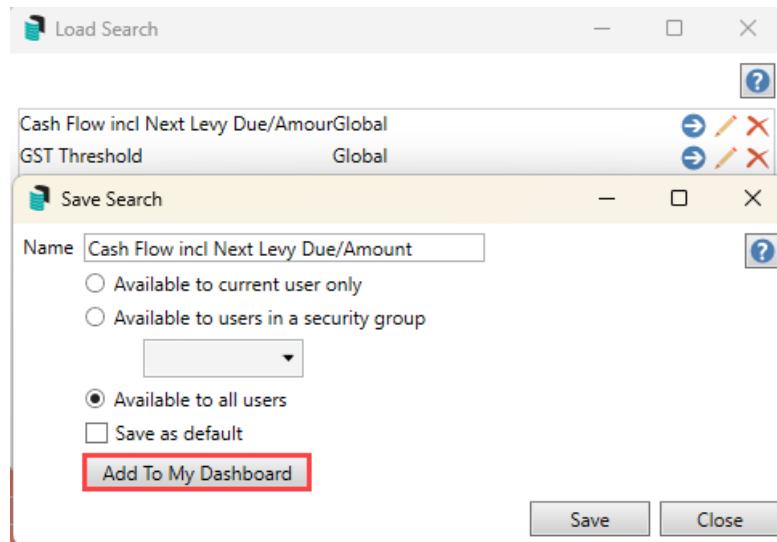 Load Search
?
Cash Flow incl Next Levy Due/AmourGlobal
GST Threshold Global
Save Search
Name Cash Flow incl Next Levy Due/Amount
?
Available to current user only
Available to users in a security group
Available to all users
Save as default
Add To My Dashboard
Save Close